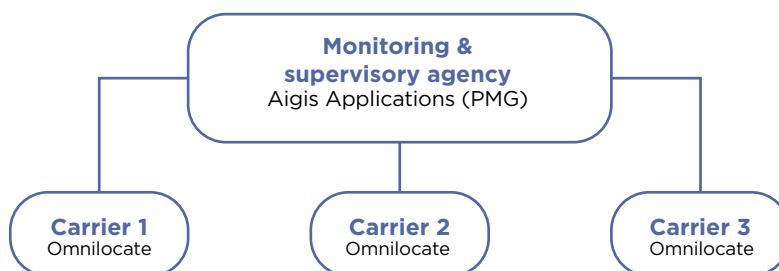 Monitoring &
supervisory agency
Aigis Applications (PMG)
Carrier 1
Omnilocate
Carrier 2
Omnilocate
Carrier 3
Omnilocate